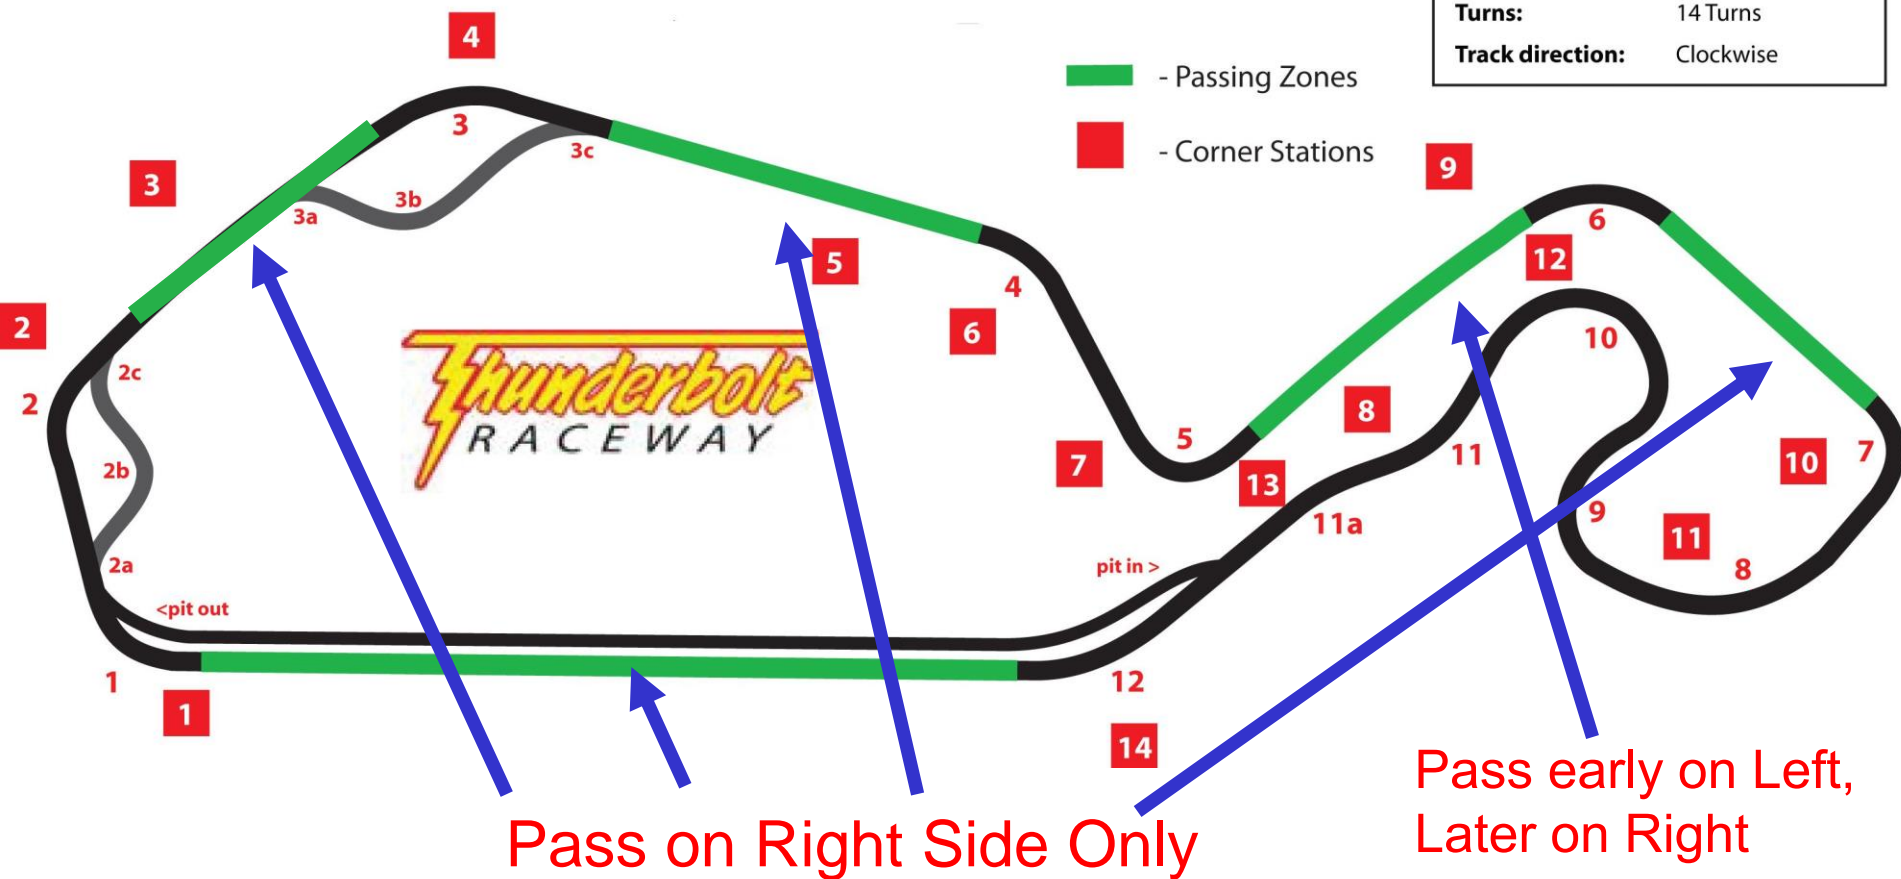 Turns: 14 Turns
Track direction: Clockwise
4
- Passing Zones
3
3c
- Corner Stations
9
3
3b
3a
6
12
5
4
2
6
10
Thunderbolt
RACEWAY
2c
2
8
5
11
7
10
7
2b
13
9
11a
11
2a
pit in >
8
<pit out
1
12
1
14
Pass early on Left,
Later on Right
Pass on Right Side Only